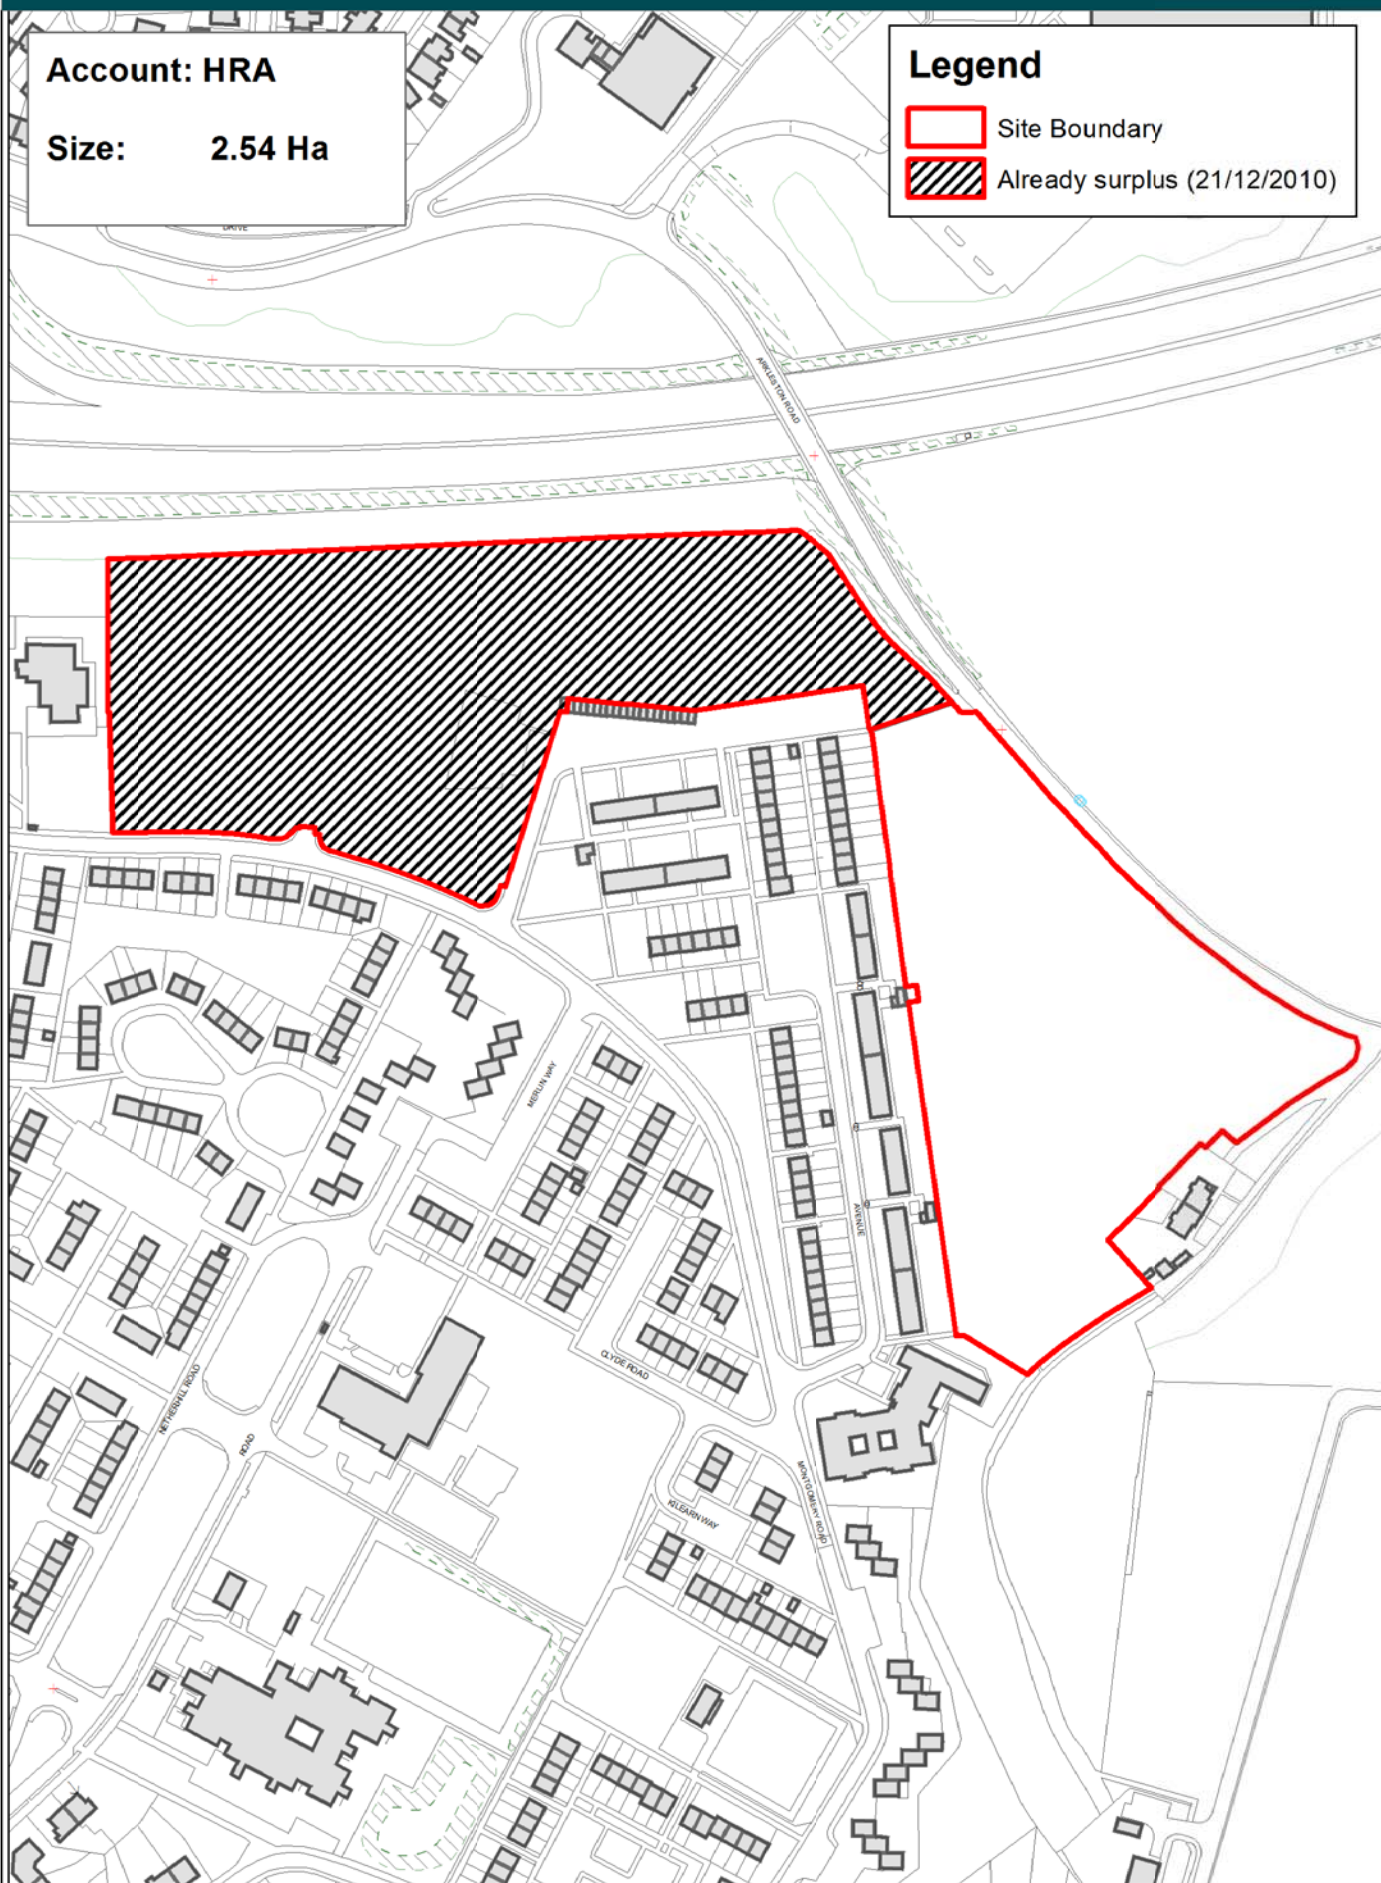 Account: HRA
Size: 2.54 Ha
Legend
Site Boundary
Already surplus (21/12/2010)
DRIVE
ARKLESTON ROAD
MERLIN WAY
AVENUE
CLYDE ROAD
NETHERHILL ROAD
ROAD
MONTGOMERY ROAD
KILEARN WAY